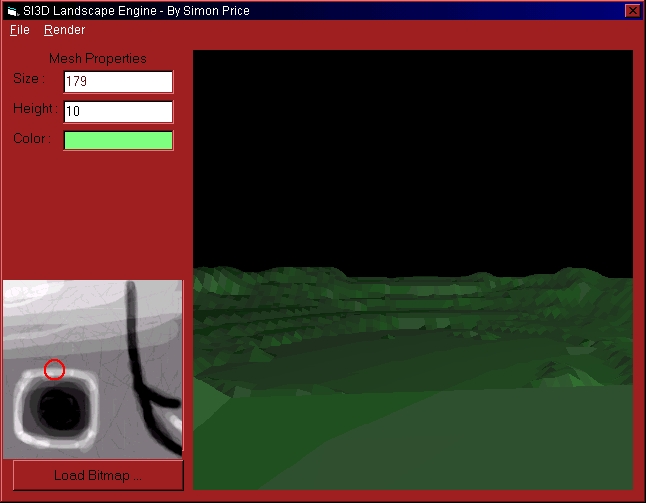 SI3D Landscape Engine - By Simon Price
File Render
Mesh Properties
Size : 179
Height : 10
Color :
Load Bitmap ...